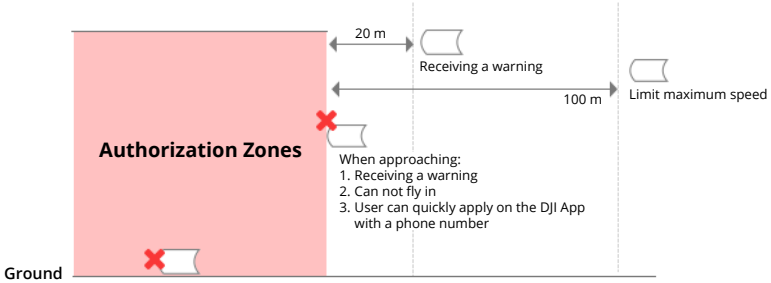 20 m
Receiving a warning
100 m
Limit maximum speed
Authorization Zones
When approaching:
1. Receiving a warning
2. Can not fly in
3. User can quickly apply on the DJI App
with a phone number
Ground